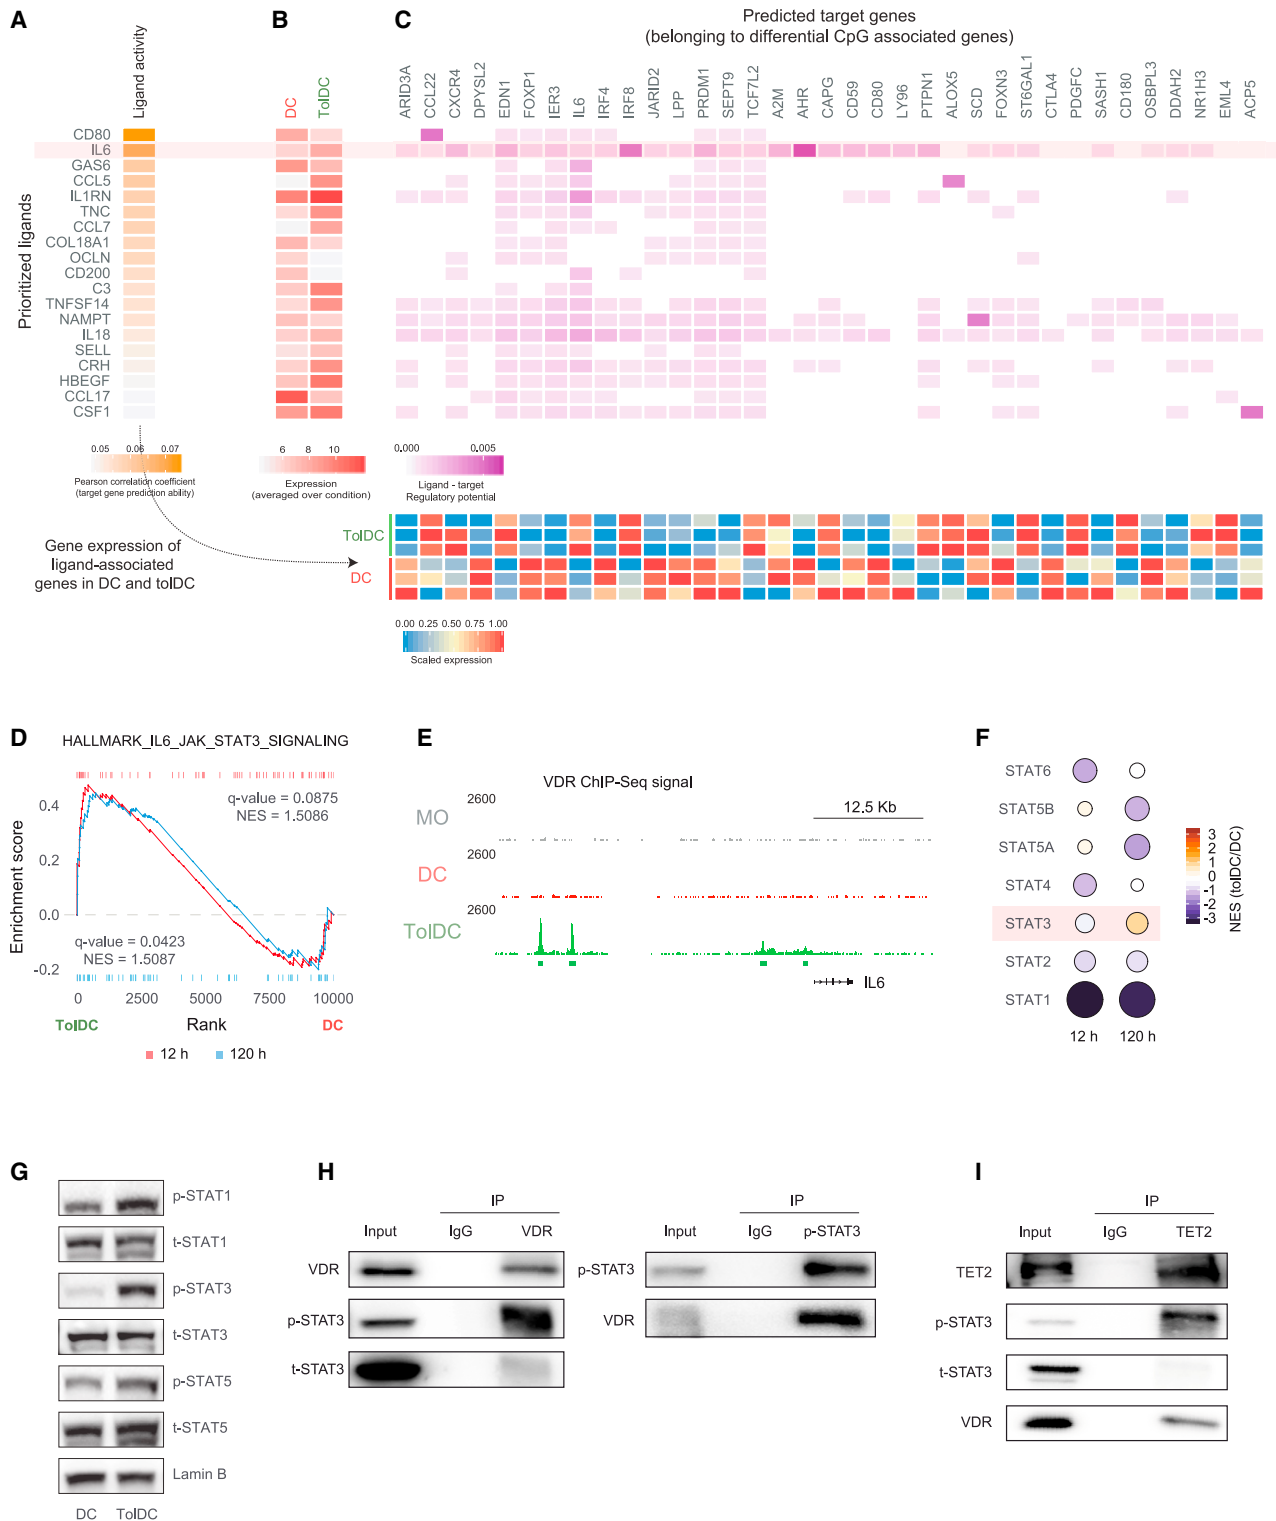 A
B
C
Predicted target genes
(belonging to differential CpG associated genes)
Ligand activity
DC
TolDC
ARID3A
CCL22
CXCR4
DPYSL2
EDN1
FOXP1
IER3
IL6
IRF4
IRF8
JARID2
LPP
PRDM1
SEPT9
TCF7L2
A2M
AHR
CAPG
CD59
CD80
LY96
PTPN1
ALOX5
SCD
FOXN3
ST6GAL1
CTLA4
PDGFC
SASH1
CD180
OSBPL3
DDAH2
NR1H3
EML4
ACP5
Prioritized ligands
CD80
IL6
GAS6
CCL5
IL1RN
TNC
CCL7
COL18A1
OCLN
CD200
C3
TNFSF14
NAMPT
IL18
SELL
CRH
HBEGF
CCL17
CSF1
0.05 0.06 0.07
Pearson correlation coefficient
(target gene prediction ability)
6 8 10
Expression
(averaged over condition)
0.000 0.005
Ligand - target
Regulatory potential
Gene expression of
ligand-associated
genes in DC and tolDC
TolDC
DC
0.00 0.25 0.50 0.75 1.00
Scaled expression
D
HALLMARK_IL6_JAK_STAT3_SIGNALING
Enrichment score
0.4
0.2
0.0
-0.2
q-value = 0.0875
NES = 1.5086
q-value = 0.0423
NES = 1.5087
0 2500 5000 7500 10000
TolDC Rank DC
12 h 120 h
E
VDR ChIP-Seq signal
2600
MO
12.5 Kb
2600
DC
2600
TolDC
IL6
F
STAT6
STAT5B
STAT5A
STAT4
STAT3
STAT2
STAT1
12 h 120 h
3
2
1
0
-1
-2
-3
NES (tolDC/DC)
G
p-STAT1
t-STAT1
p-STAT3
t-STAT3
p-STAT5
t-STAT5
Lamin B
DC TolDC
H
IP
Input IgG VDR
VDR
p-STAT3
t-STAT3
IP
Input IgG p-STAT3
p-STAT3
VDR
I
IP
Input IgG TET2
TET2
p-STAT3
t-STAT3
VDR